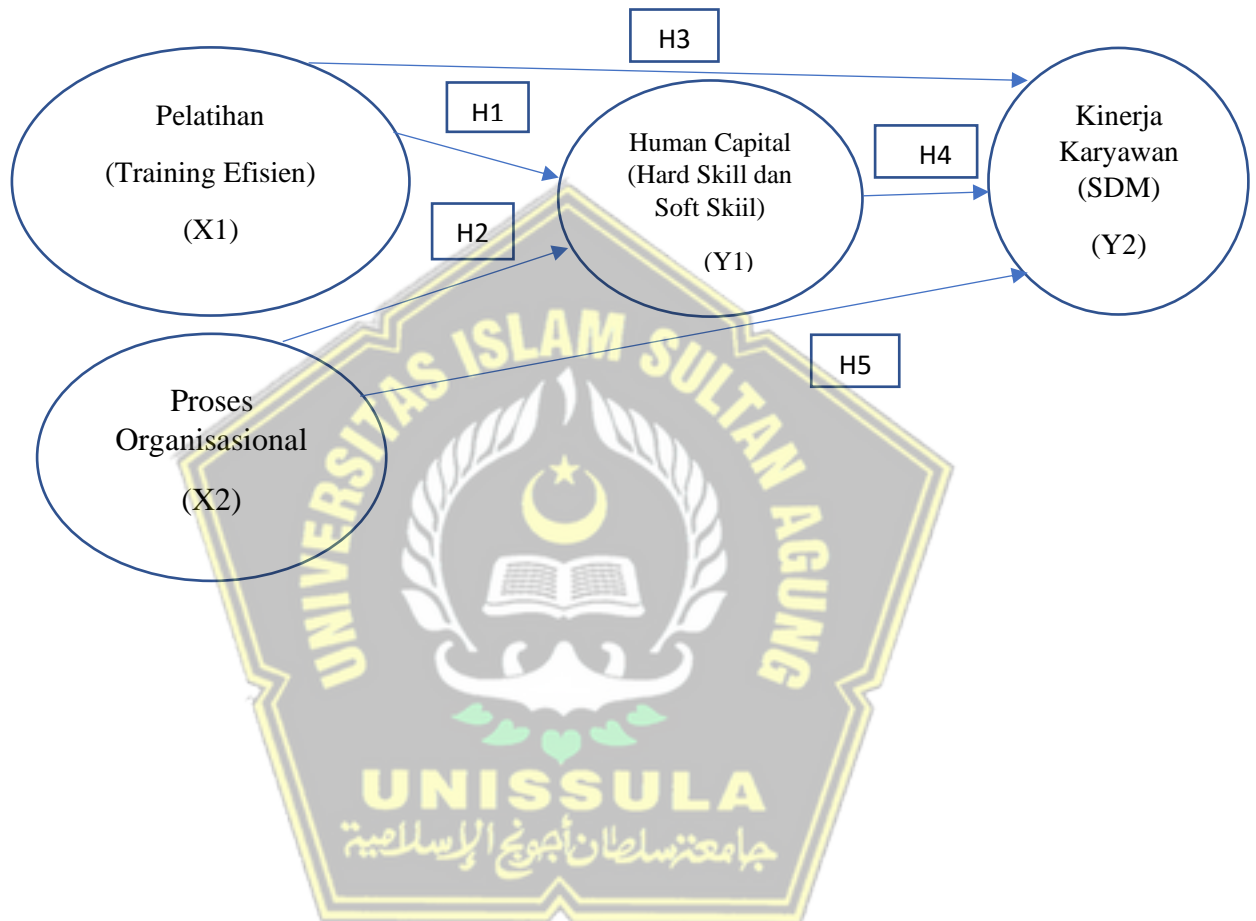 H3
Pelatihan
(Training Efisien)
(X1)
H1
Human Capital
(Hard Skill dan
Soft Skiil)
(Y1)
H4
Kinerja
Karyawan
(SDM)
(Y2)
H2
H5
Proses
Organisasional
(X2)
UNIVERSITAS ISLAM SULTAN AGUNG
UNISSULA
جامعته سلطان أجونج الإسلامية